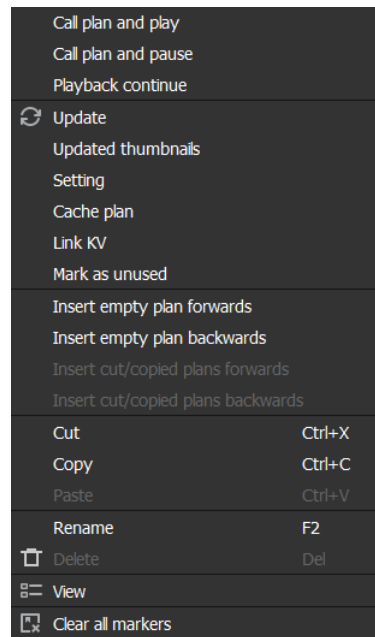 Call plan and play
Call plan and pause
Playback continue
Update
Updated thumbnails
Setting
Cache plan
Link KV
Mark as unused
Insert empty plan forwards
Insert empty plan backwards
Insert cut/copied plans forwards
Insert cut/copied plans backwards
Cut Ctrl+X
Copy Ctrl+C
Paste Ctrl+V
Rename F2
Delete Del
View
Clear all markers